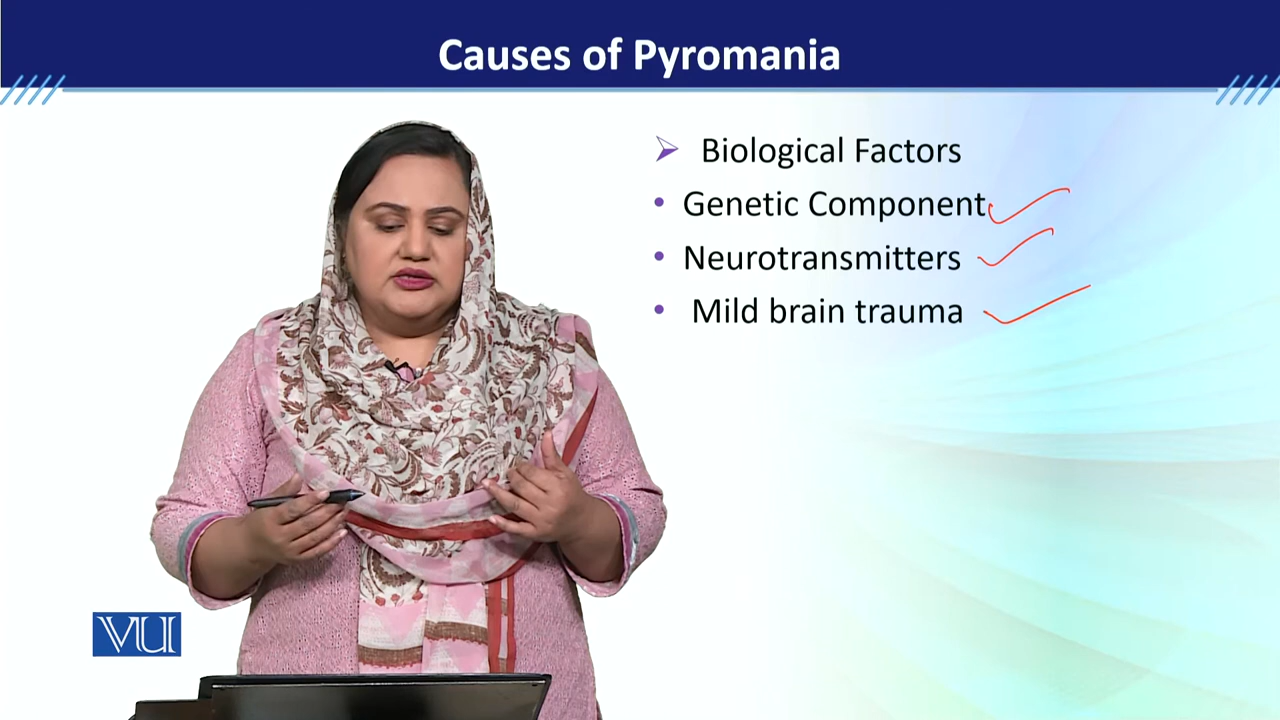 Causes of Pyromania
Biological Factors
Genetic Component
Neurotransmitters
Mild brain trauma
VU